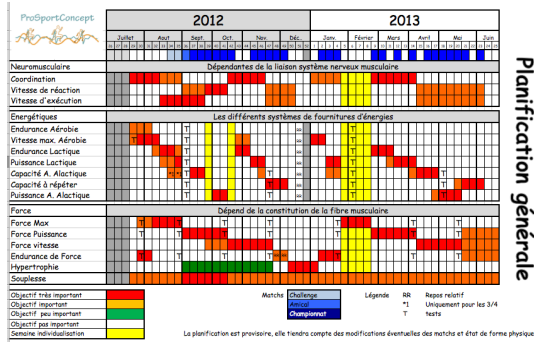 ProSportConcept
2012 2013
Juillet Aout Sept. Oct. Nov. Déc.. Janv. Février Mars Avril Mai Juin
Neuromusculaire Dépendantes de la liaison système nerveux musculaire
Coordination
Vitesse de réaction
Vitesse d'exécution
Energétiques Les différents systèmes de fournitures d'énergies
Endurance Aérobie T T
Vitesse max. Aérobie T
Endurance Lactique T
Puissance Lactique
Capacité A. Alactique *1 *1 T T T
Capacité à répéter T
Puissance A. Alactique T T
Force Dépend de la constitution de la fibre musculaire
Force Max T T T T
Force Puissance T T T T T
Force vitesse T T T
Endurance de Force T T T
Hypertrophie
Souplesse
Objectif très important
Objectif important
Objectif peu important
Objectif pas important
Semaine individualisation
Matchs Challenge
Amical
Championnat
Légende RR Repos relatif
*1 Uniquement pour les 3/4
T tests
La planification est provisoire, elle tiendra compte des modifications éventuelles des matchs et état de forme physique
Planification générale